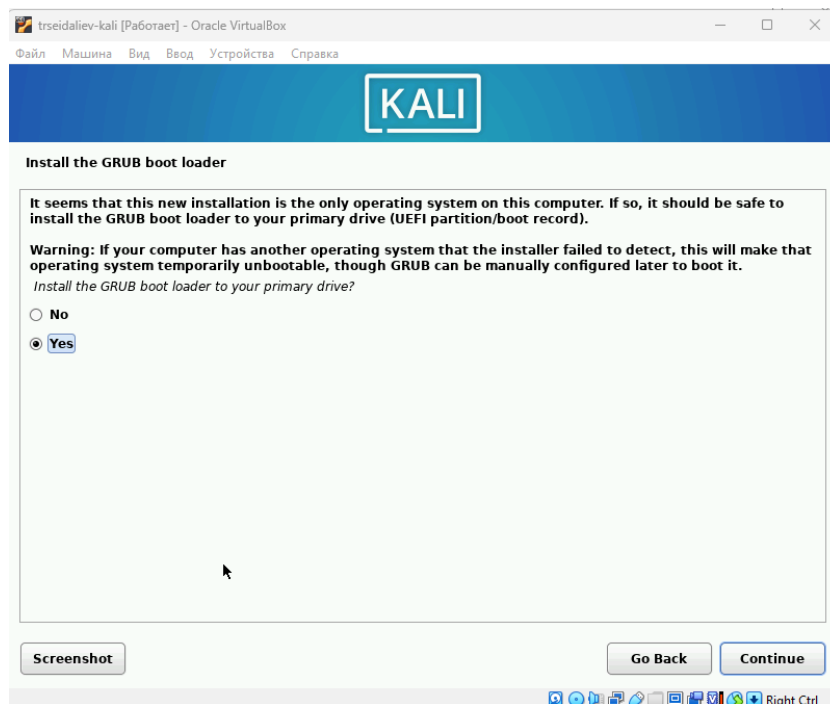 trseidaliev-kali [Работает] - Oracle VirtualBox
Файл Машина Вид Ввод Устройства Справка
KALI
Install the GRUB boot loader
It seems that this new installation is the only operating system on this computer. If so, it should be safe to
install the GRUB boot loader to your primary drive (UEFI partition/boot record).
Warning: If your computer has another operating system that the installer failed to detect, this will make that
operating system temporarily unbootable, though GRUB can be manually configured later to boot it.
Install the GRUB boot loader to your primary drive?
No
Yes
Screenshot
Go Back
Continue
Right Ctrl